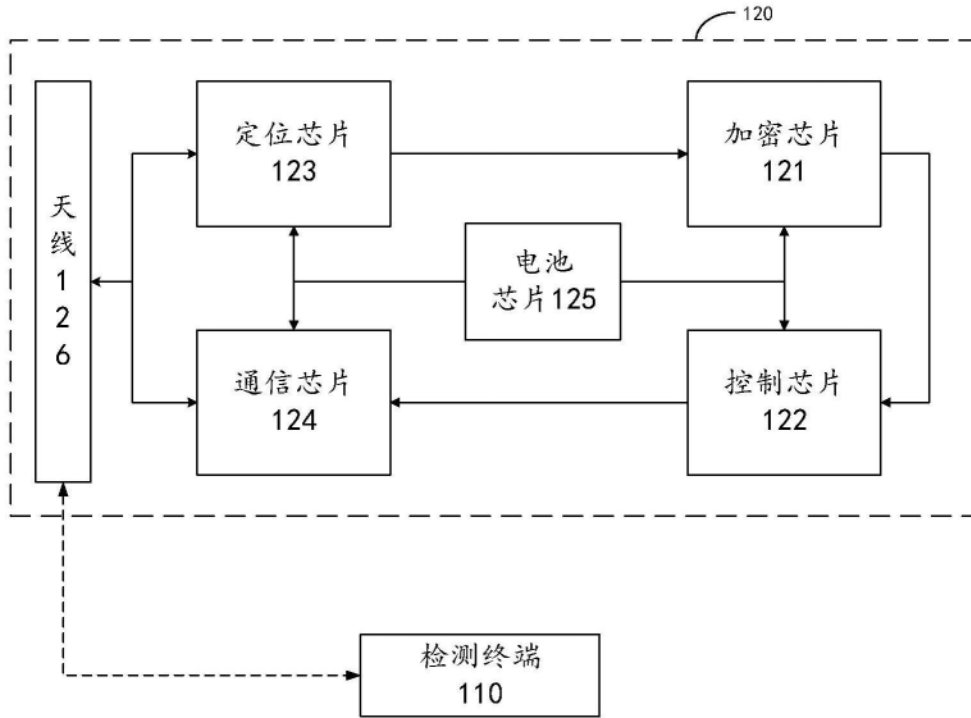 120
定位芯片
123
加密芯片
121
天
线
1
2
6
电池
芯片125
通信芯片
124
控制芯片
122
检测终端
110